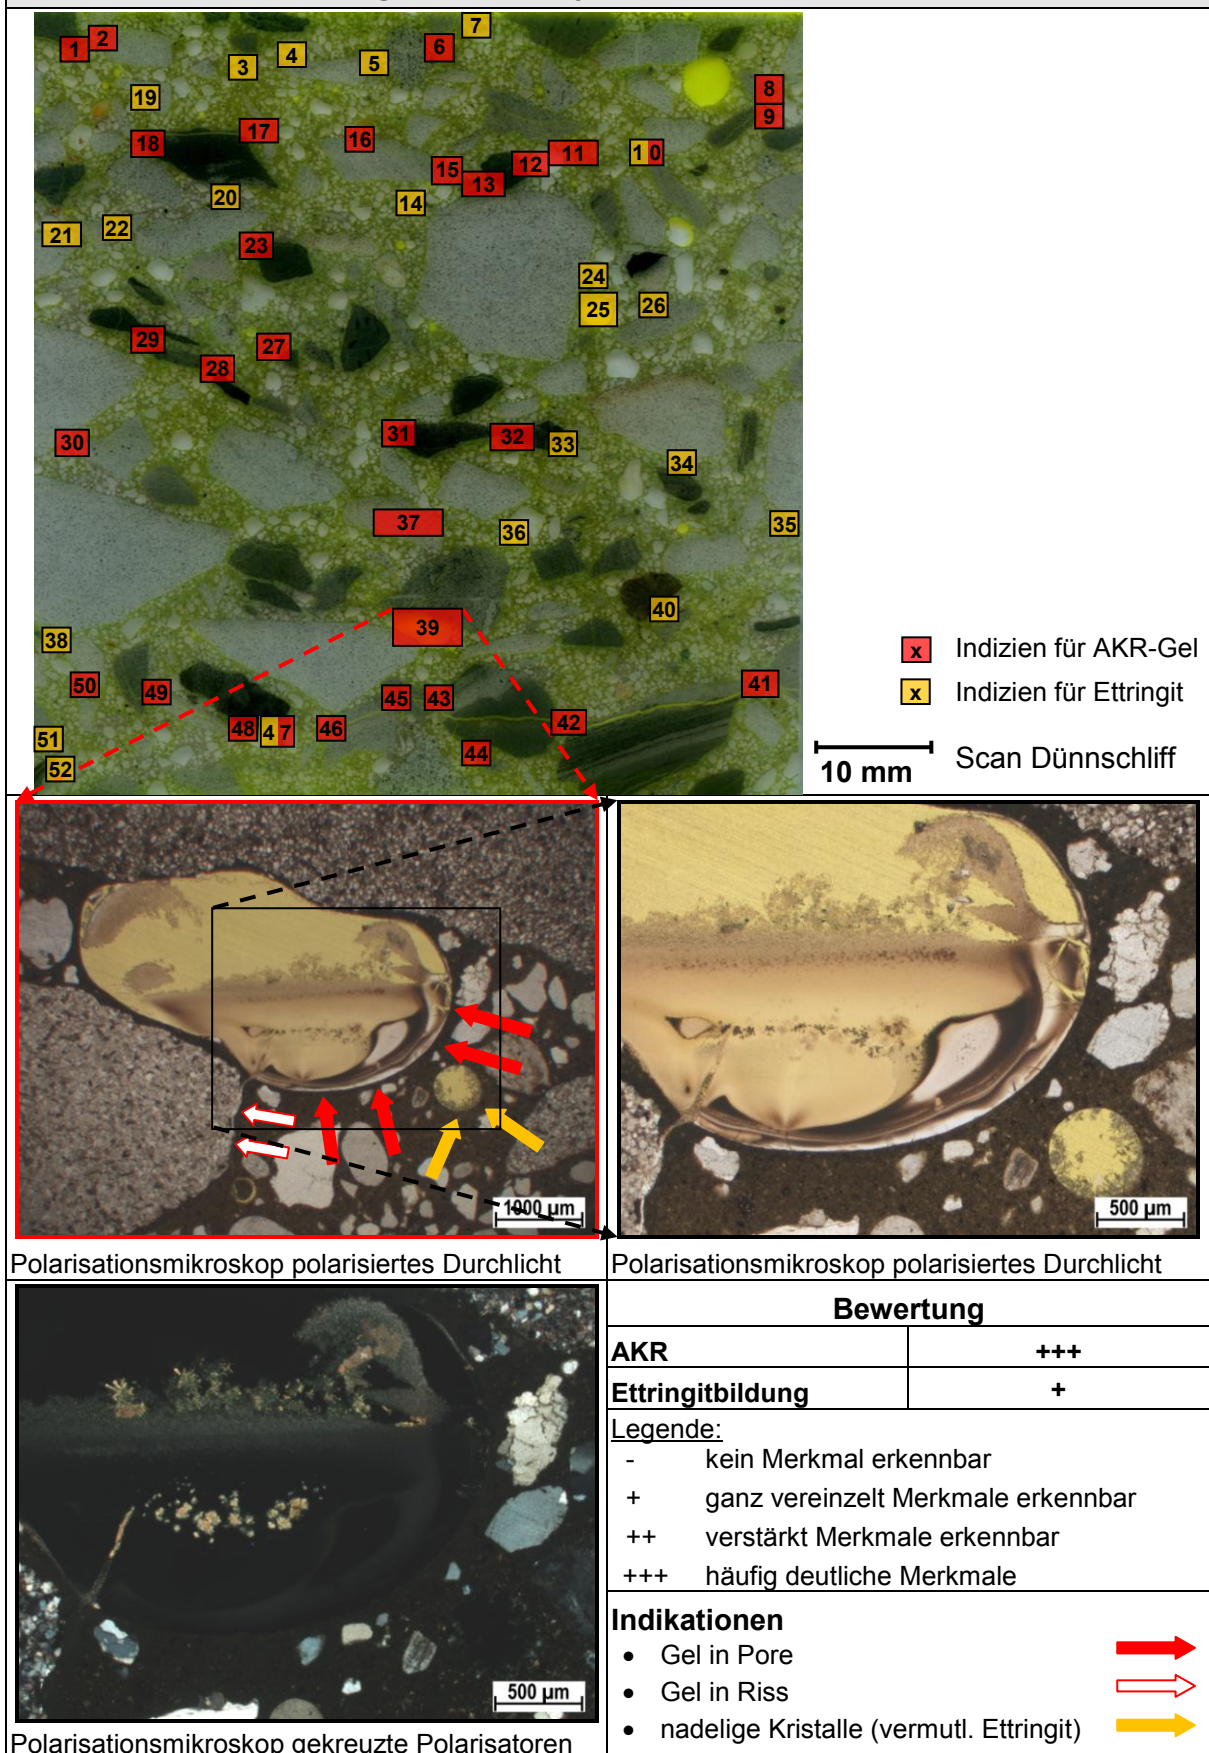 7
1 2 6
3 4 5
8
19 9
18 17 16 12 11 10
15 13
20 14
21 22 23
24
25 26
29 27
28
30 31 32 33
34
37 36 35
39 40
38
50 49 45 43 41
48 47 46 42
51 44
52
x Indizien für AKR-Gel
x Indizien für Ettringit
10 mm Scan Dünnschliff
1000 µm
500 µm
Polarisationsmikroskop polarisiertes Durchlicht
Polarisationsmikroskop polarisiertes Durchlicht
500 µm
Polarisationsmikroskop gekreuzte Polarisatoren
Bewertung
AKR +++
Ettringitbildung +
Legende:
- kein Merkmal erkennbar
+ ganz vereinzelt Merkmale erkennbar
++ verstärkt Merkmale erkennbar
+++ häufig deutliche Merkmale
Indikationen
• Gel in Pore
• Gel in Riss
• nadelige Kristalle (vermutl. Ettringit)